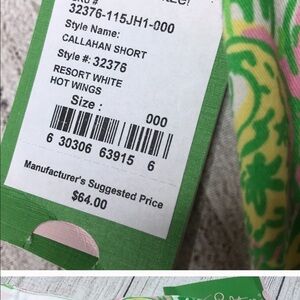 32376-115JH1-000
Style Name:
CALLAHAN SHORT
Style #: 32376
RESORT WHITE
HOT WINGS
Size : 000
6 30306 63915 6
Manufacturer's Suggested Price
$64.00